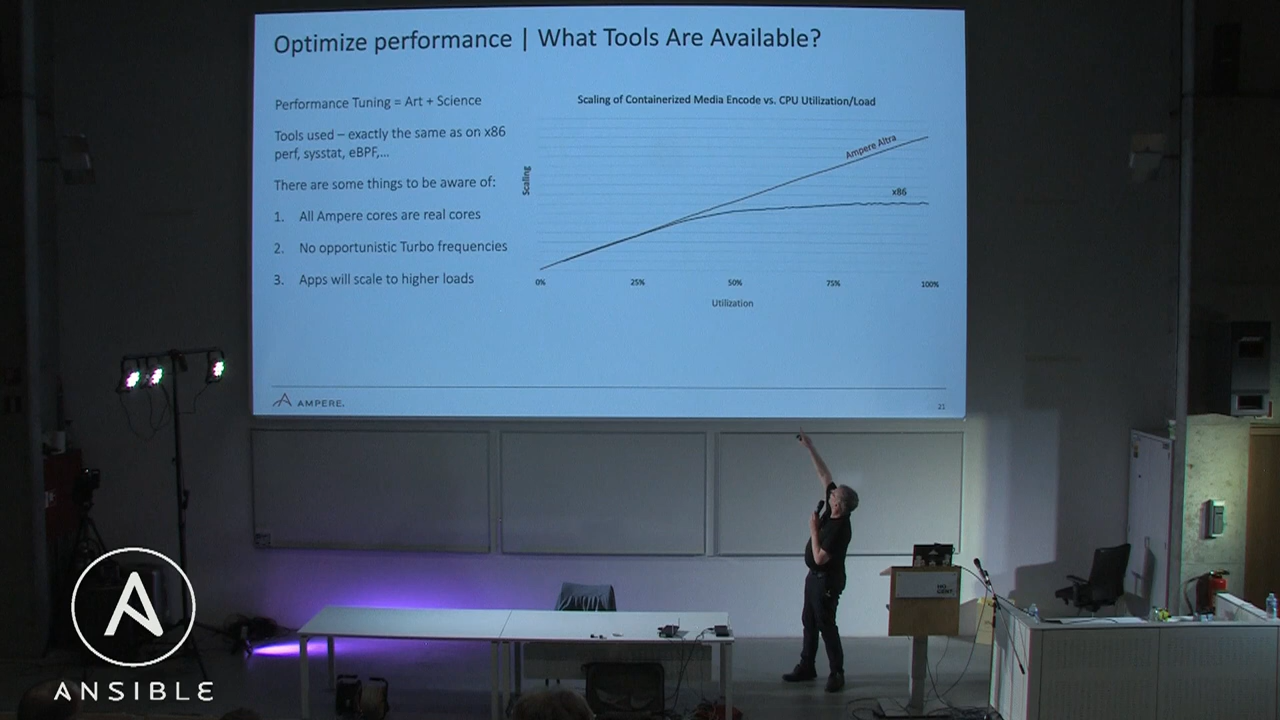 Optimize performance | What Tools Are Available?
Performance Tuning = Art + Science
Tools used – exactly the same as on x86
perf, sysstat, eBPF,...
There are some things to be aware of:
1. All Ampere cores are real cores
2. No opportunistic Turbo frequencies
3. Apps will scale to higher loads
Scaling of Containerized Media Encode vs. CPU Utilization/Load
Scaling
Ampere Altra
x86
0% 25% 50% 75% 100%
Utilization
AMPERE.
21
HO
GENT
ANSIBLE